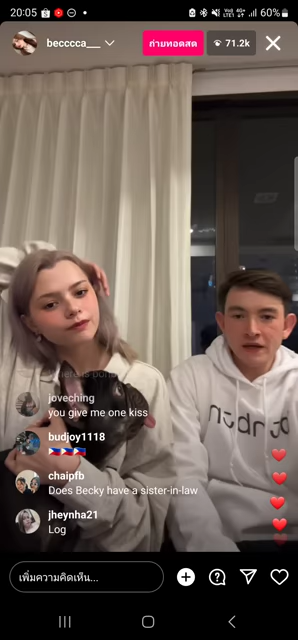 20:05
60%
becccca__
ถ่ายทอดสด
71.2k
joveching
you give me one kiss
budjoy1118
🇵🇭🇵🇭🇵🇭
chaipfb
Does Becky have a sister-in-law
jheynha21
Log
เพิ่มความคิดเห็น...